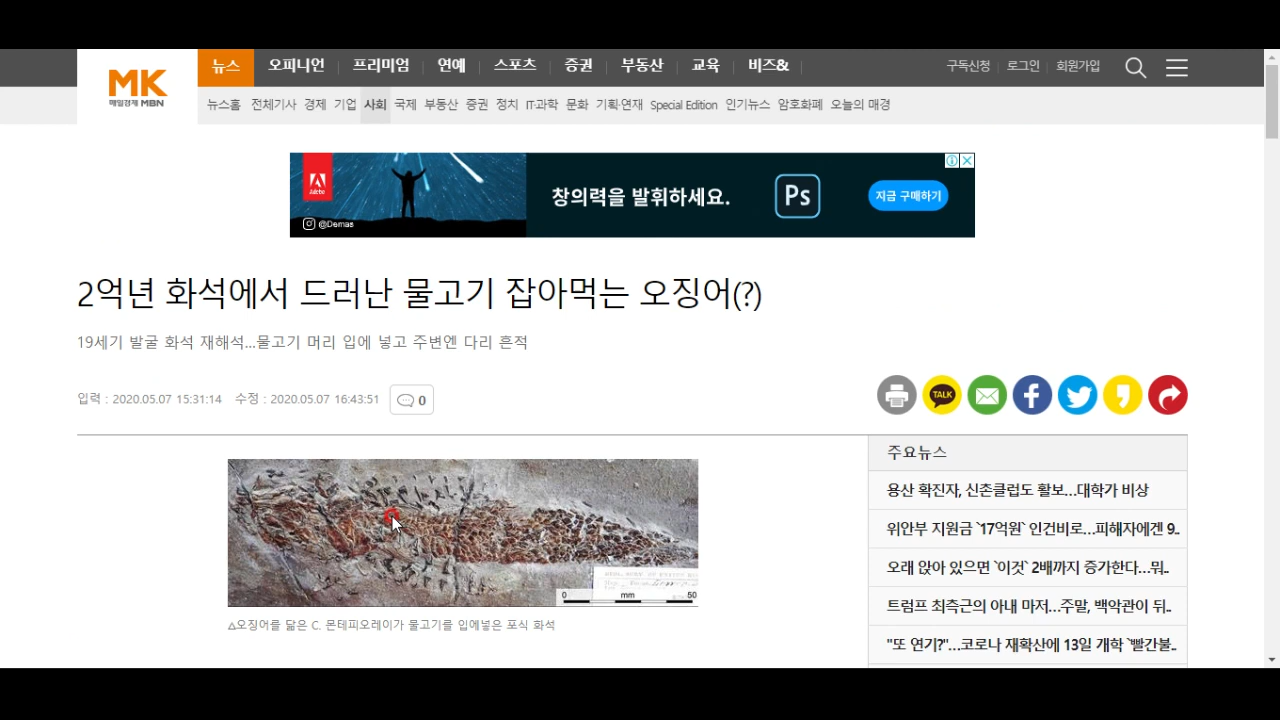 MK
매일경제 MBN
뉴스 오피니언 프리미엄 연예 스포츠 증권 부동산 교육 비즈&
구독신청 로그인 회원가입
뉴스홈 전체기사 경제 기업 사회 국제 부동산 증권 정치 IT·과학 문화 기획·연재 Special Edition 인기뉴스 암호화폐 오늘의 매경
Adobe
@Demas
창의력을 발휘하세요.
Ps
지금 구매하기
2억년 화석에서 드러난 물고기 잡아먹는 오징어(?)
19세기 발굴 화석 재해석...물고기 머리 입에 넣고 주변엔 다리 흔적
입력 : 2020.05.07 15:31:14 수정 : 2020.05.07 16:43:51 0
TALK
주요뉴스
용산 확진자, 신촌클럽도 활보…대학가 비상
위안부 지원금 `17억원` 인건비로…피해자에겐 9..
오래 앉아 있으면 `이것` 2배까지 증가한다…뭐..
트럼프 최측근의 아내 마저…주말, 백악관이 뒤..
"또 연기?"…코로나 재확산에 13일 개학 `빨간불..
0 mm 50
△오징어를 닮은 C. 몬테피오레이가 물고기를 입에넣은 포식 화석